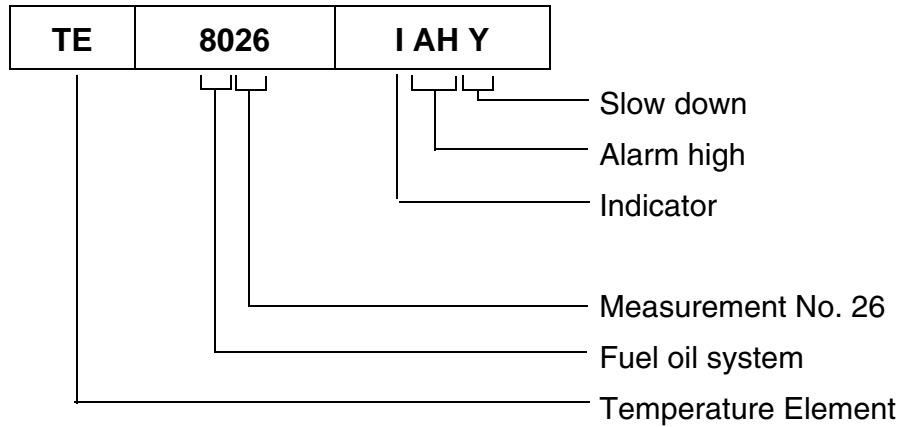 TE 8026 I AH Y
Slow down
Alarm high
Indicator
Measurement No. 26
Fuel oil system
Temperature Element